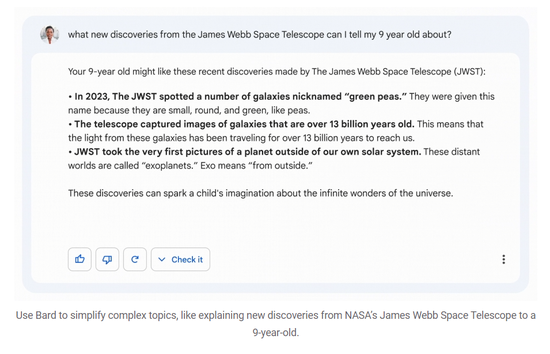 what new discoveries from the James Webb Space Telescope can I tell my 9 year old about?
Your 9-year old might like these recent discoveries made by The James Webb Space Telescope (JWST):
• In 2023, The JWST spotted a number of galaxies nicknamed “green peas.” They were given this
name because they are small, round, and green, like peas.
• The telescope captured images of galaxies that are over 13 billion years old. This means that
the light from these galaxies has been traveling for over 13 billion years to reach us.
• JWST took the very first pictures of a planet outside of our own solar system. These distant
worlds are called “exoplanets.” Exo means “from outside.”
These discoveries can spark a child's imagination about the infinite wonders of the universe.
Check it
Use Bard to simplify complex topics, like explaining new discoveries from NASA’s James Webb Space Telescope to a
9-year-old.